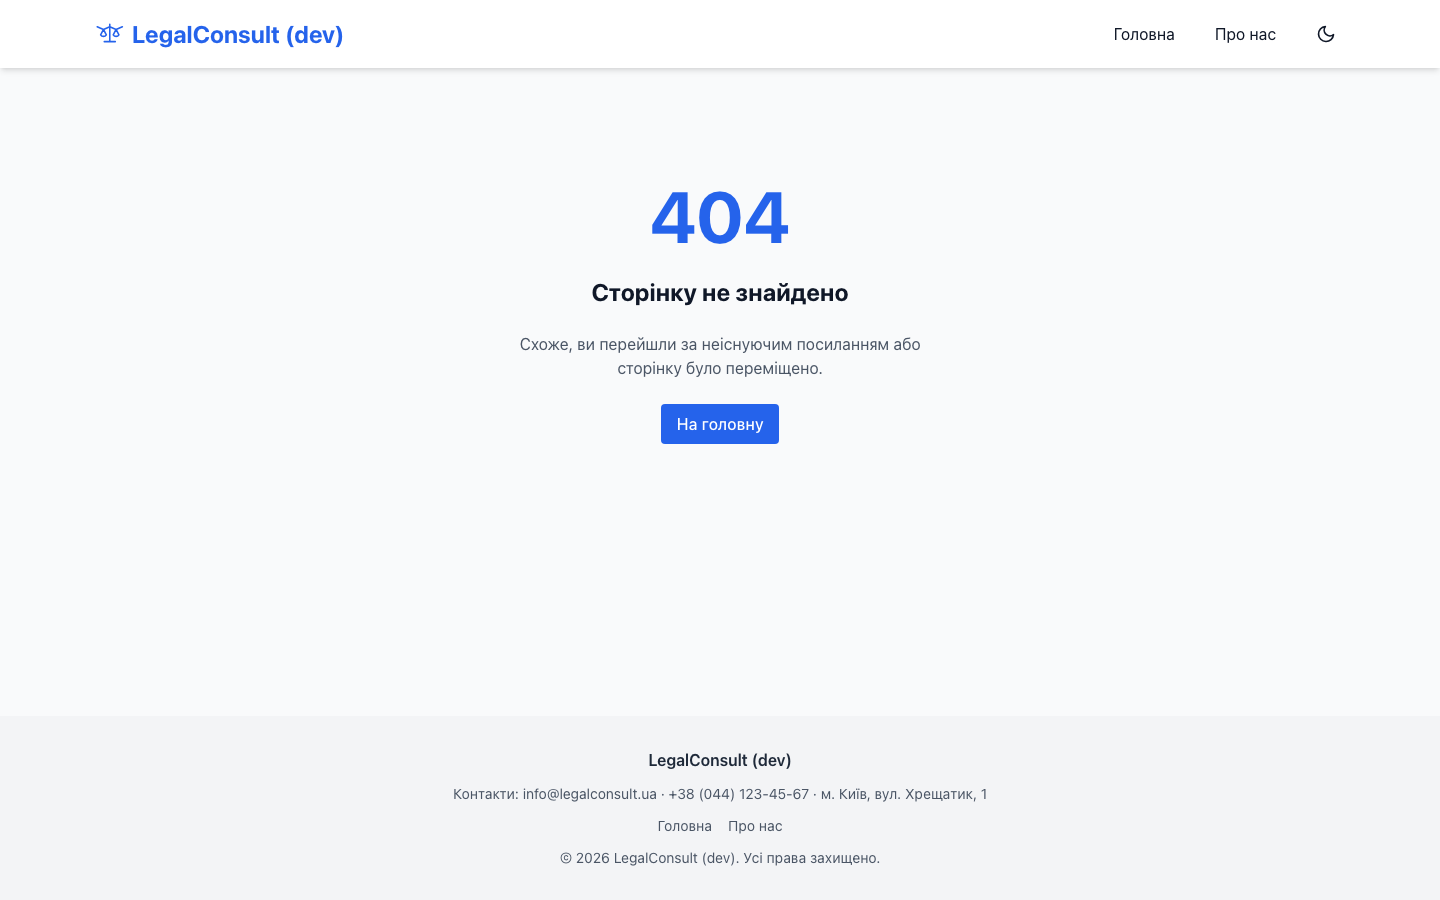 LegalConsult (dev)
Головна Про нас
404
Сторінку не знайдено
Схоже, ви перейшли за неіснуючим посиланням або
сторінку було переміщено.
На головну
LegalConsult (dev)
Контакти: info@legalconsult.ua · +38 (044) 123-45-67 · м. Київ, вул. Хрещатик, 1
Головна Про нас
© 2026 LegalConsult (dev). Усі права захищено.